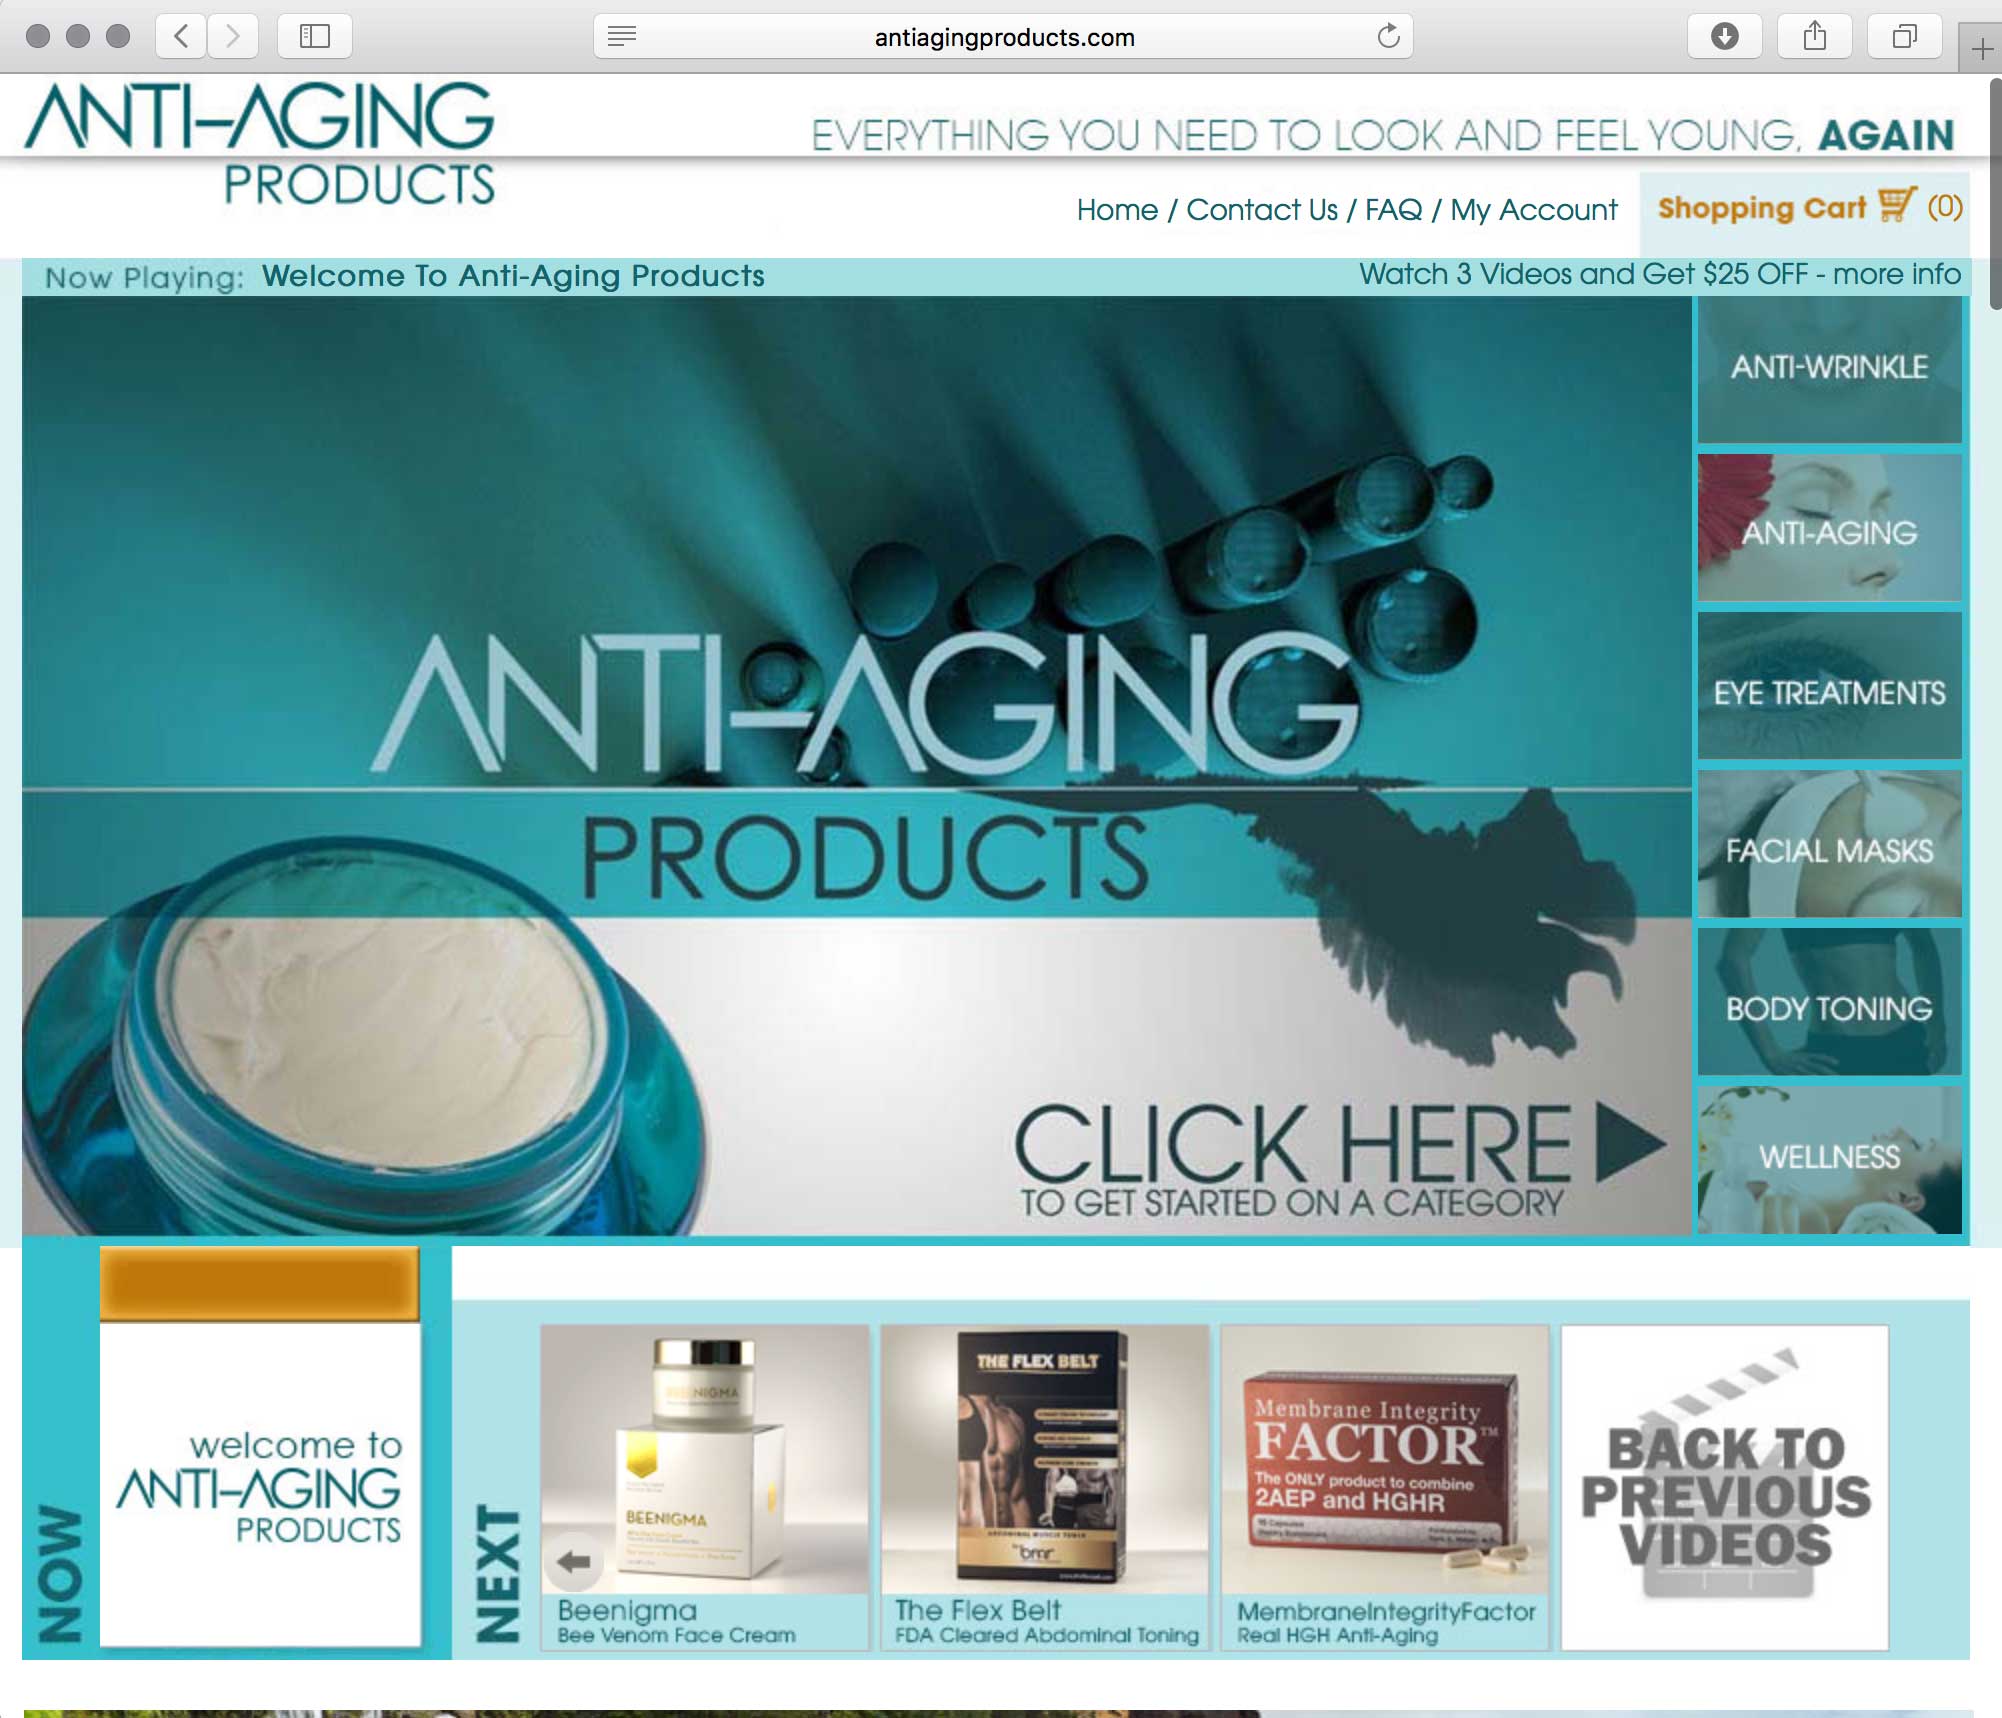 antiagingproducts.com
ANTI-AGING
PRODUCTS
EVERYTHING YOU NEED TO LOOK AND FEEL YOUNG, AGAIN
Home / Contact Us / FAQ / My Account
Shopping Cart (0)
Now Playing: Welcome To Anti-Aging Products
Watch 3 Videos and Get $25 OFF - more info
ANTI-AGING
PRODUCTS
CLICK HERE
TO GET STARTED ON A CATEGORY
ANTI-WRINKLE
ANTI-AGING
EYE TREATMENTS
FACIAL MASKS
BODY TONING
WELLNESS
NOW
welcome to
ANTI-AGING
PRODUCTS
NEXT
BEENIGMA
BEENIGMA
Beenigma
Bee Venom Face Cream
THE FLEX BELT
ABDOMINAL MUSCLE TONER
bmr
The Flex Belt
FDA Cleared Abdominal Toning
Membrane Integrity
FACTOR™
The ONLY product to combine
2AEP and HGHR
MembraneIntegrityFactor
Real HGH Anti-Aging
BACK TO
PREVIOUS
VIDEOS